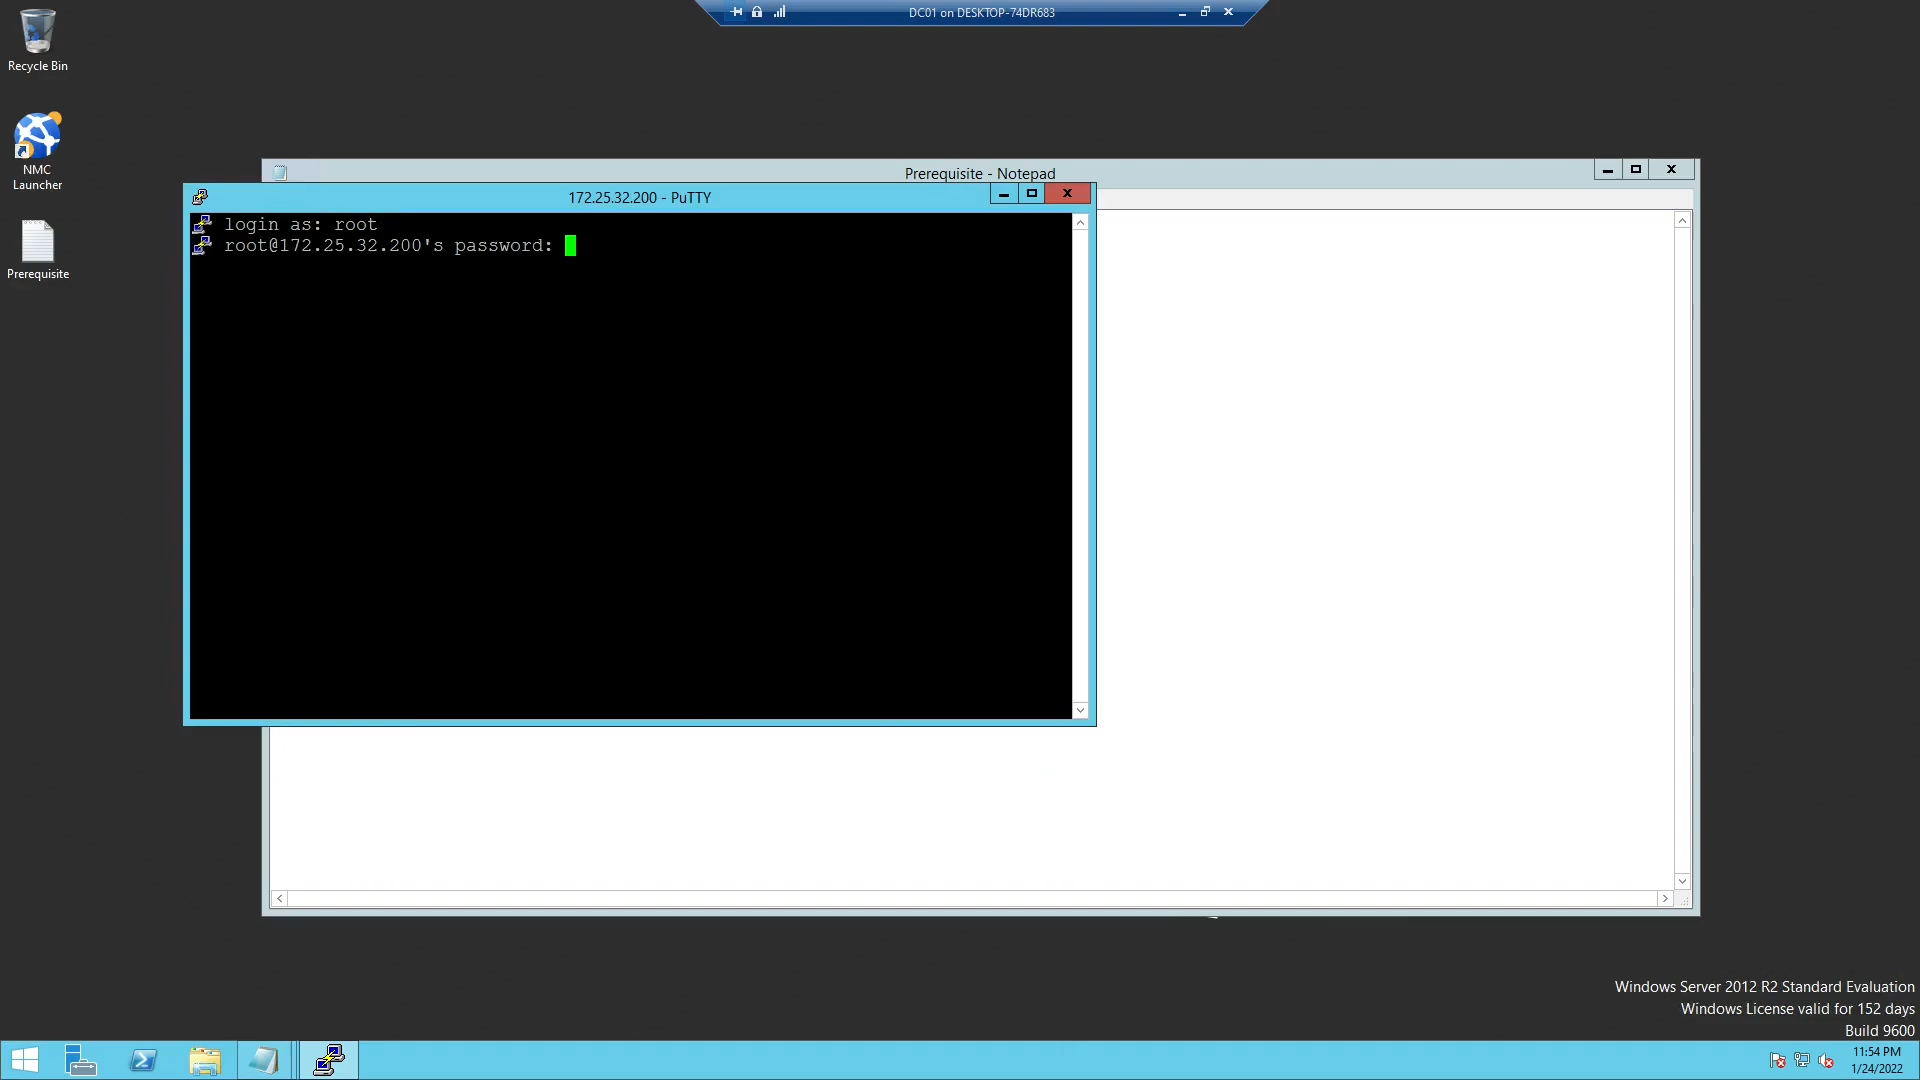 DC01 on DESKTOP-74DR683
Recycle Bin
NMC
Launcher
Prerequisite
Prerequisite - Notepad
172.25.32.200 - PuTTY
login as: root
root@172.25.32.200's password:
Windows Server 2012 R2 Standard Evaluation
Windows License valid for 152 days
Build 9600
11:54 PM
1/24/2022